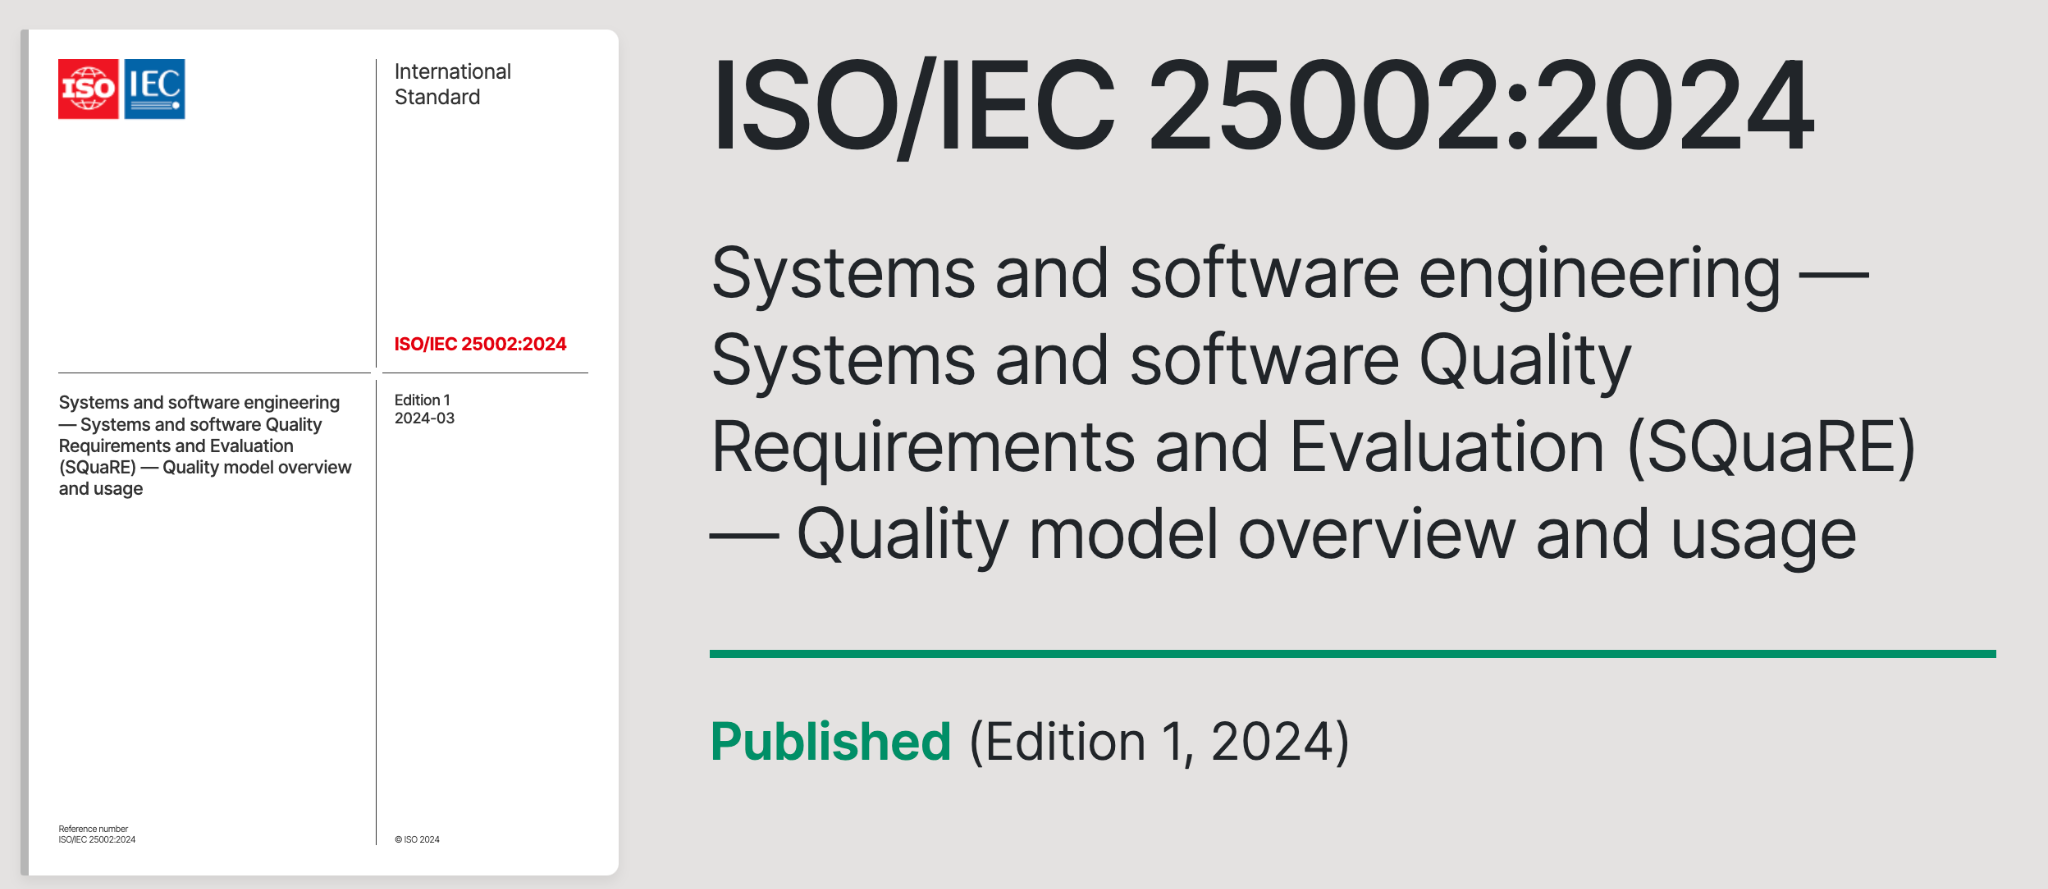 ISO
IEC
International
Standard
ISO/IEC 25002:2024
Systems and software engineering
— Systems and software Quality
Requirements and Evaluation
(SQuaRE) — Quality model overview
and usage
Edition 1
2024-03
Reference number
ISO/IEC 25002:2024
© ISO 2024
ISO/IEC 25002:2024
Systems and software engineering —
Systems and software Quality
Requirements and Evaluation (SQuaRE)
— Quality model overview and usage
Published (Edition 1, 2024)